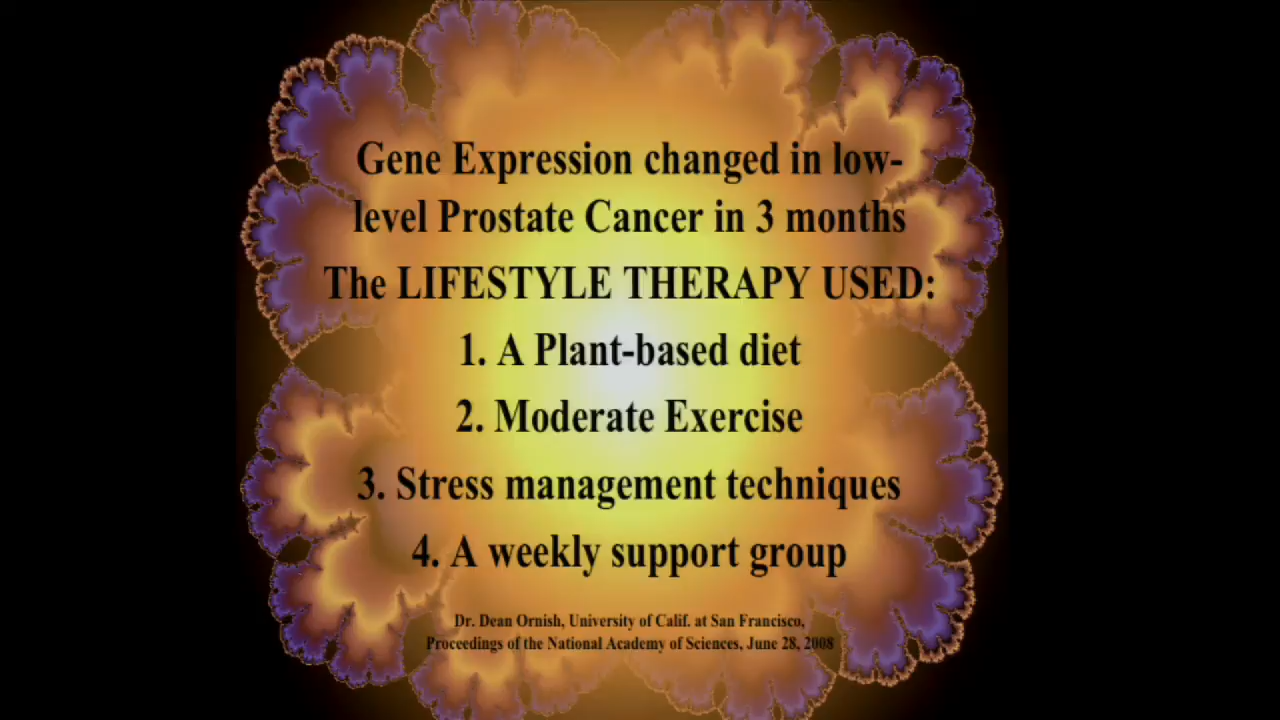 Gene Expression changed in low-
level Prostate Cancer in 3 months
The LIFESTYLE THERAPY USED:
1. A Plant-based diet
2. Moderate Exercise
3. Stress management techniques
4. A weekly support group
Dr. Dean Ornish, University of Calif. at San Francisco,
Proceedings of the National Academy of Sciences, June 28, 2008